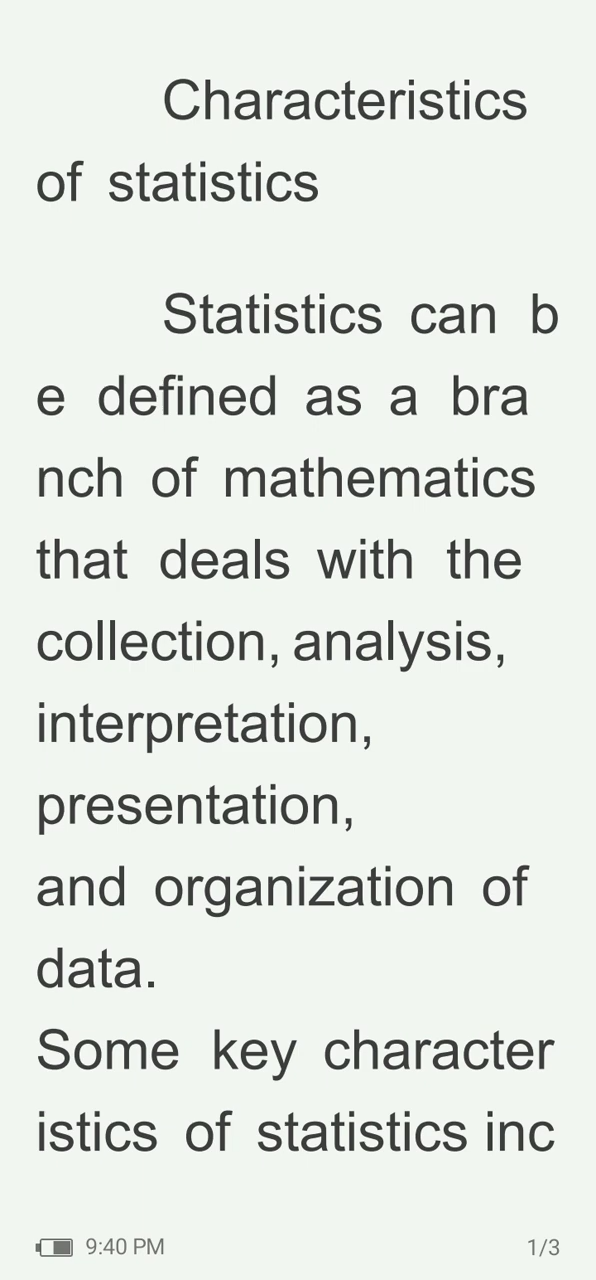 Characteristics
of statistics
Statistics can b
e defined as a bra
nch of mathematics
that deals with the
collection, analysis,
interpretation,
presentation,
and organization of
data.
Some key character
istics of statistics inc
9:40 PM
1/3